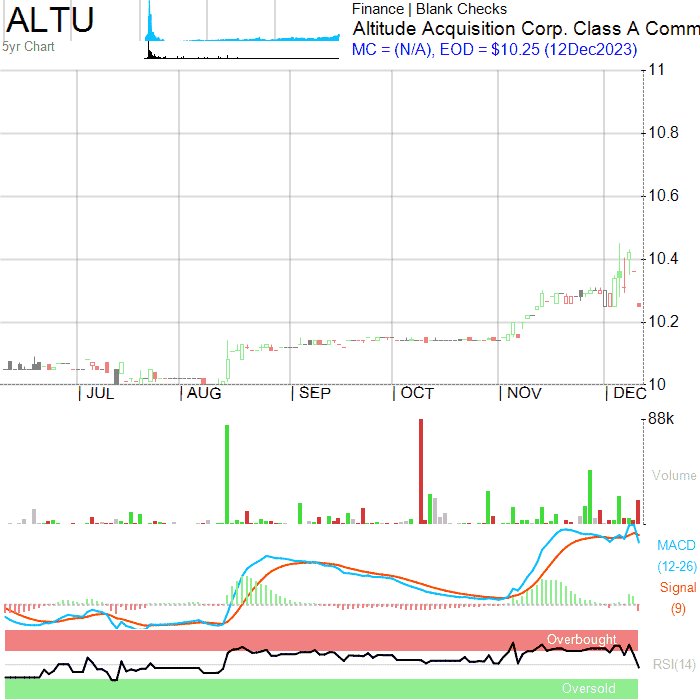 ALTU
5yr Chart
Finance | Blank Checks
Altitude Acquisition Corp. Class A Comm
MC = (N/A), EOD = $10.25 (12Dec2023)
11
10.8
10.6
10.4
10.2
10
| JUL | AUG | SEP | OCT | NOV | DEC
88k
Volume
MACD
(12-26)
Signal
(9)
Overbought
RSI(14)
Oversold